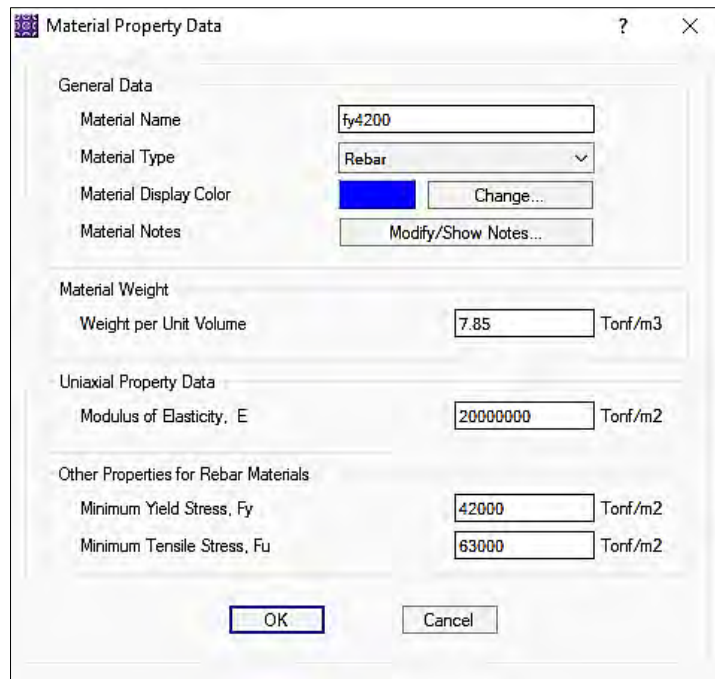 Material Property Data ?
General Data
Material Name fy4200
Material Type Rebar
Material Display Color Change...
Material Notes Modify/Show Notes...
Material Weight
Weight per Unit Volume 7.85 Tonf/m3
Uniaxial Property Data
Modulus of Elasticity, E 20000000 Tonf/m2
Other Properties for Rebar Materials
Minimum Yield Stress, Fy 42000 Tonf/m2
Minimum Tensile Stress, Fu 63000 Tonf/m2
OK Cancel